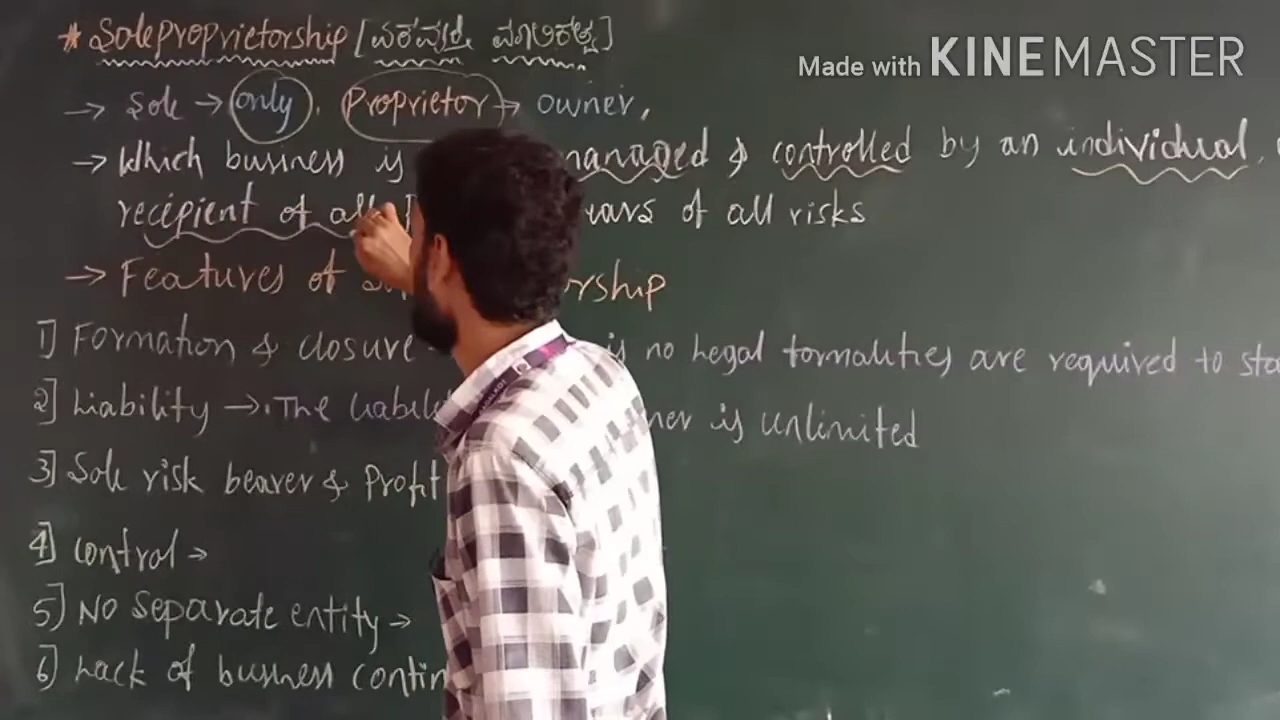 * Sole Proprietorship [ವಕವ್ಯಕ್ತಿ ಮಾಲಿಕತ್ವ]
Made with KINEMASTER
→ Sole → only. Proprietor → owner,
→ Which business is managed & controlled by an individual,
recipient of all of all risks
→ Features of
1] Formation & closure is no Legal formalities are required to sta
2] Liability → . The Liabil ner is unlimited
3] Sole risk bearer & Profit
4] control →
5] No separate entity →
6] Lack of business contin